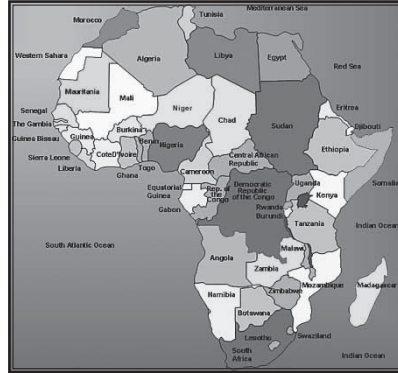 Mediterranean Sea
Tunisia
Morocco
Algeria
Libya
Egypt
Western Sahara
Red Sea
Mauritania
Mali
Niger
Chad
Sudan
Eritrea
Senegal
The Gambia
Guinea Bissau
Guinea
Burkina
Benin
Nigeria
Djibouti
Ethiopia
Sierra Leone
CoteD'Ivoire
Liberia
Ghana
Togo
Central African
Republic
Cameroon
Somalia
Equatorial
Guinea
Rep. of
the
Congo
Democratic
Republic
of the Congo
Uganda
Kenya
Gabon
Rwanda
Burundi
Indian Ocean
Tanzania
South Atlantic Ocean
Angola
Malawi
Zambia
Mozambique
Madagascar
Zimbabwe
Namibia
Botswana
Swaziland
Lesotho
South
Africa
Indian Ocean